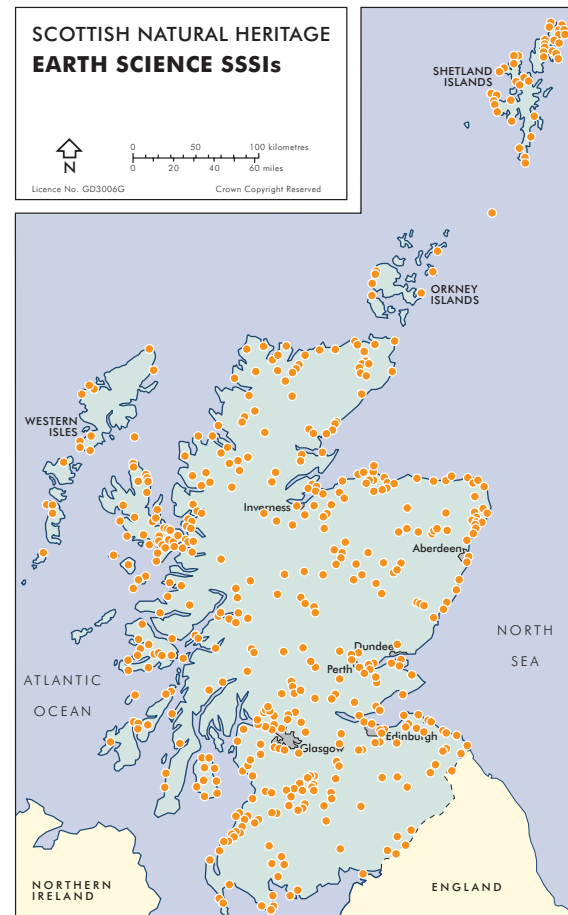 SCOTTISH NATURAL HERITAGE
EARTH SCIENCE SSSIs
0 50 100 kilometres
0 20 40 60 miles
N
Licence No. GD3006G Crown Copyright Reserved
SHETLAND
ISLANDS
ORKNEY
ISLANDS
WESTERN
ISLES
Inverness
Aberdeen
NORTH
SEA
Dundee
Perth
ATLANTIC
OCEAN
Edinburgh
Glasgow
NORTHERN
IRELAND
ENGLAND